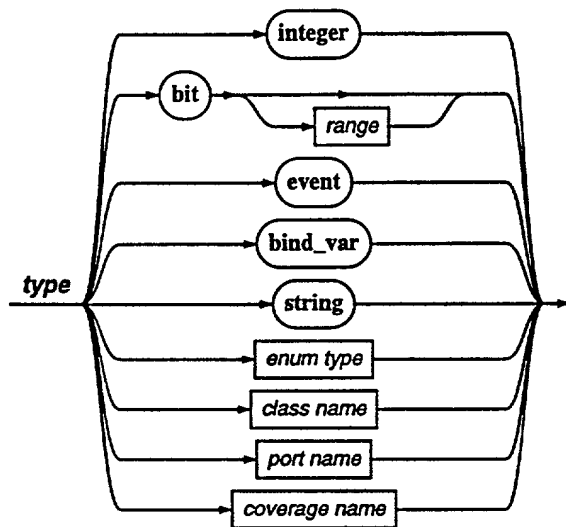 integer
bit
range
event
bind_var
type
string
enum type
class name
port name
coverage name